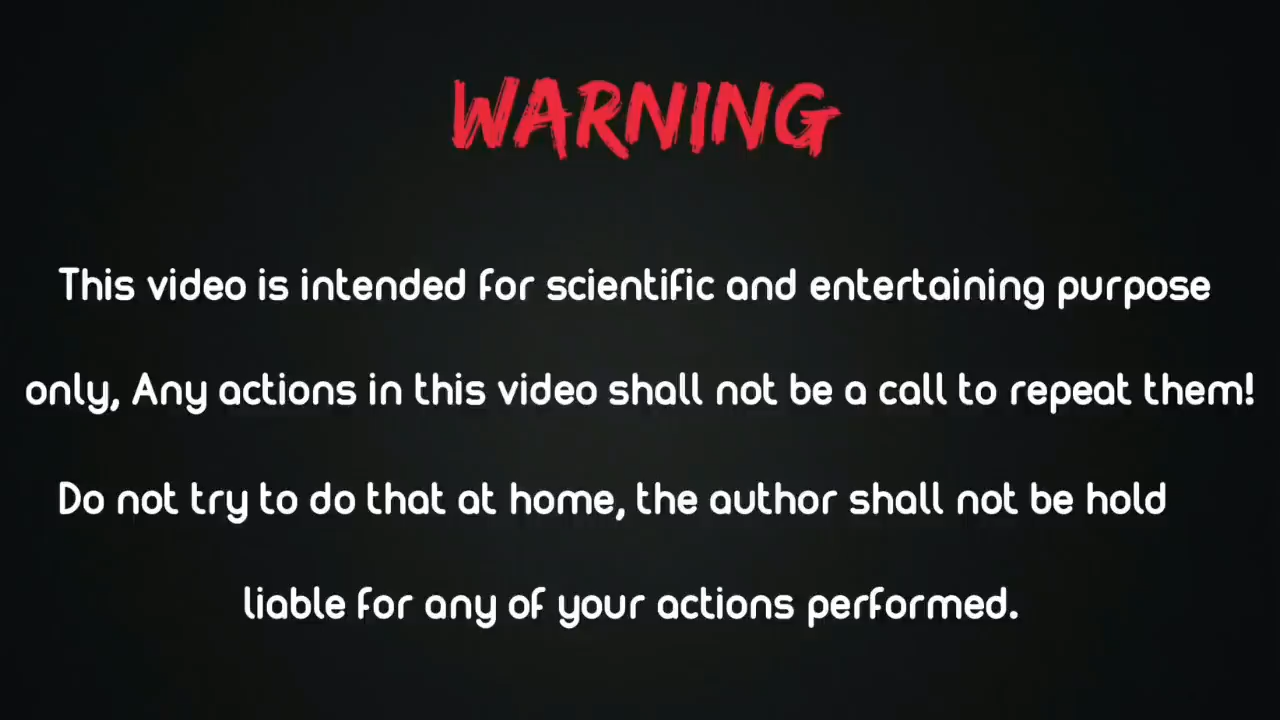 WARNING
This video is intended for scientific and entertaining purpose
only, Any actions in this video shall not be a call to repeat them!
Do not try to do that at home, the author shall not be hold
liable for any of your actions performed.